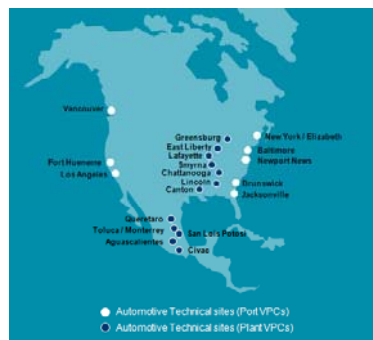 Vancouver
Greensburg
New York / Elizabeth
East Liberty
Baltimore
Lafayette
Newport News
Port Hueneme
Smyrna
Los Angeles
Chattanooga
Lincoln
Brunswick
Canton
Jacksonville
Queretaro
Toluca / Monterrey
San Louis Potosi
Aguascalientes
Civac
Automotive Technical sites (Port VPCs)
Automotive Technical sites (Plant VPCs)